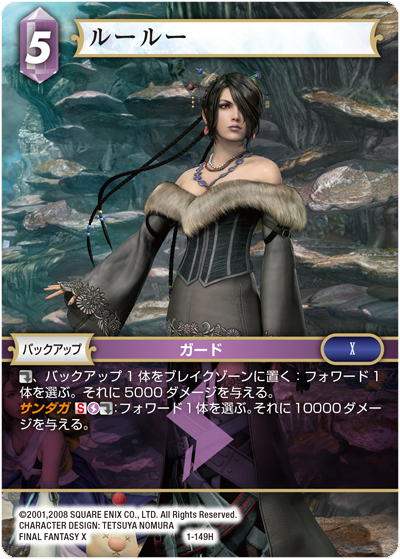 5
ルールー
バックアップ
ガード
X
、バックアップ1体をブレイクゾーンに置く：フォワード1
体を選ぶ。それに5000ダメージを与える。
サンダガ S :フォワード1体を選ぶ。それに10000ダメー
ジを与える。
©2001,2008 SQUARE ENIX CO., LTD. All Rights Reserved.
CHARACTER DESIGN: TETSUYA NOMURA
FINAL FANTASY X
1-149H